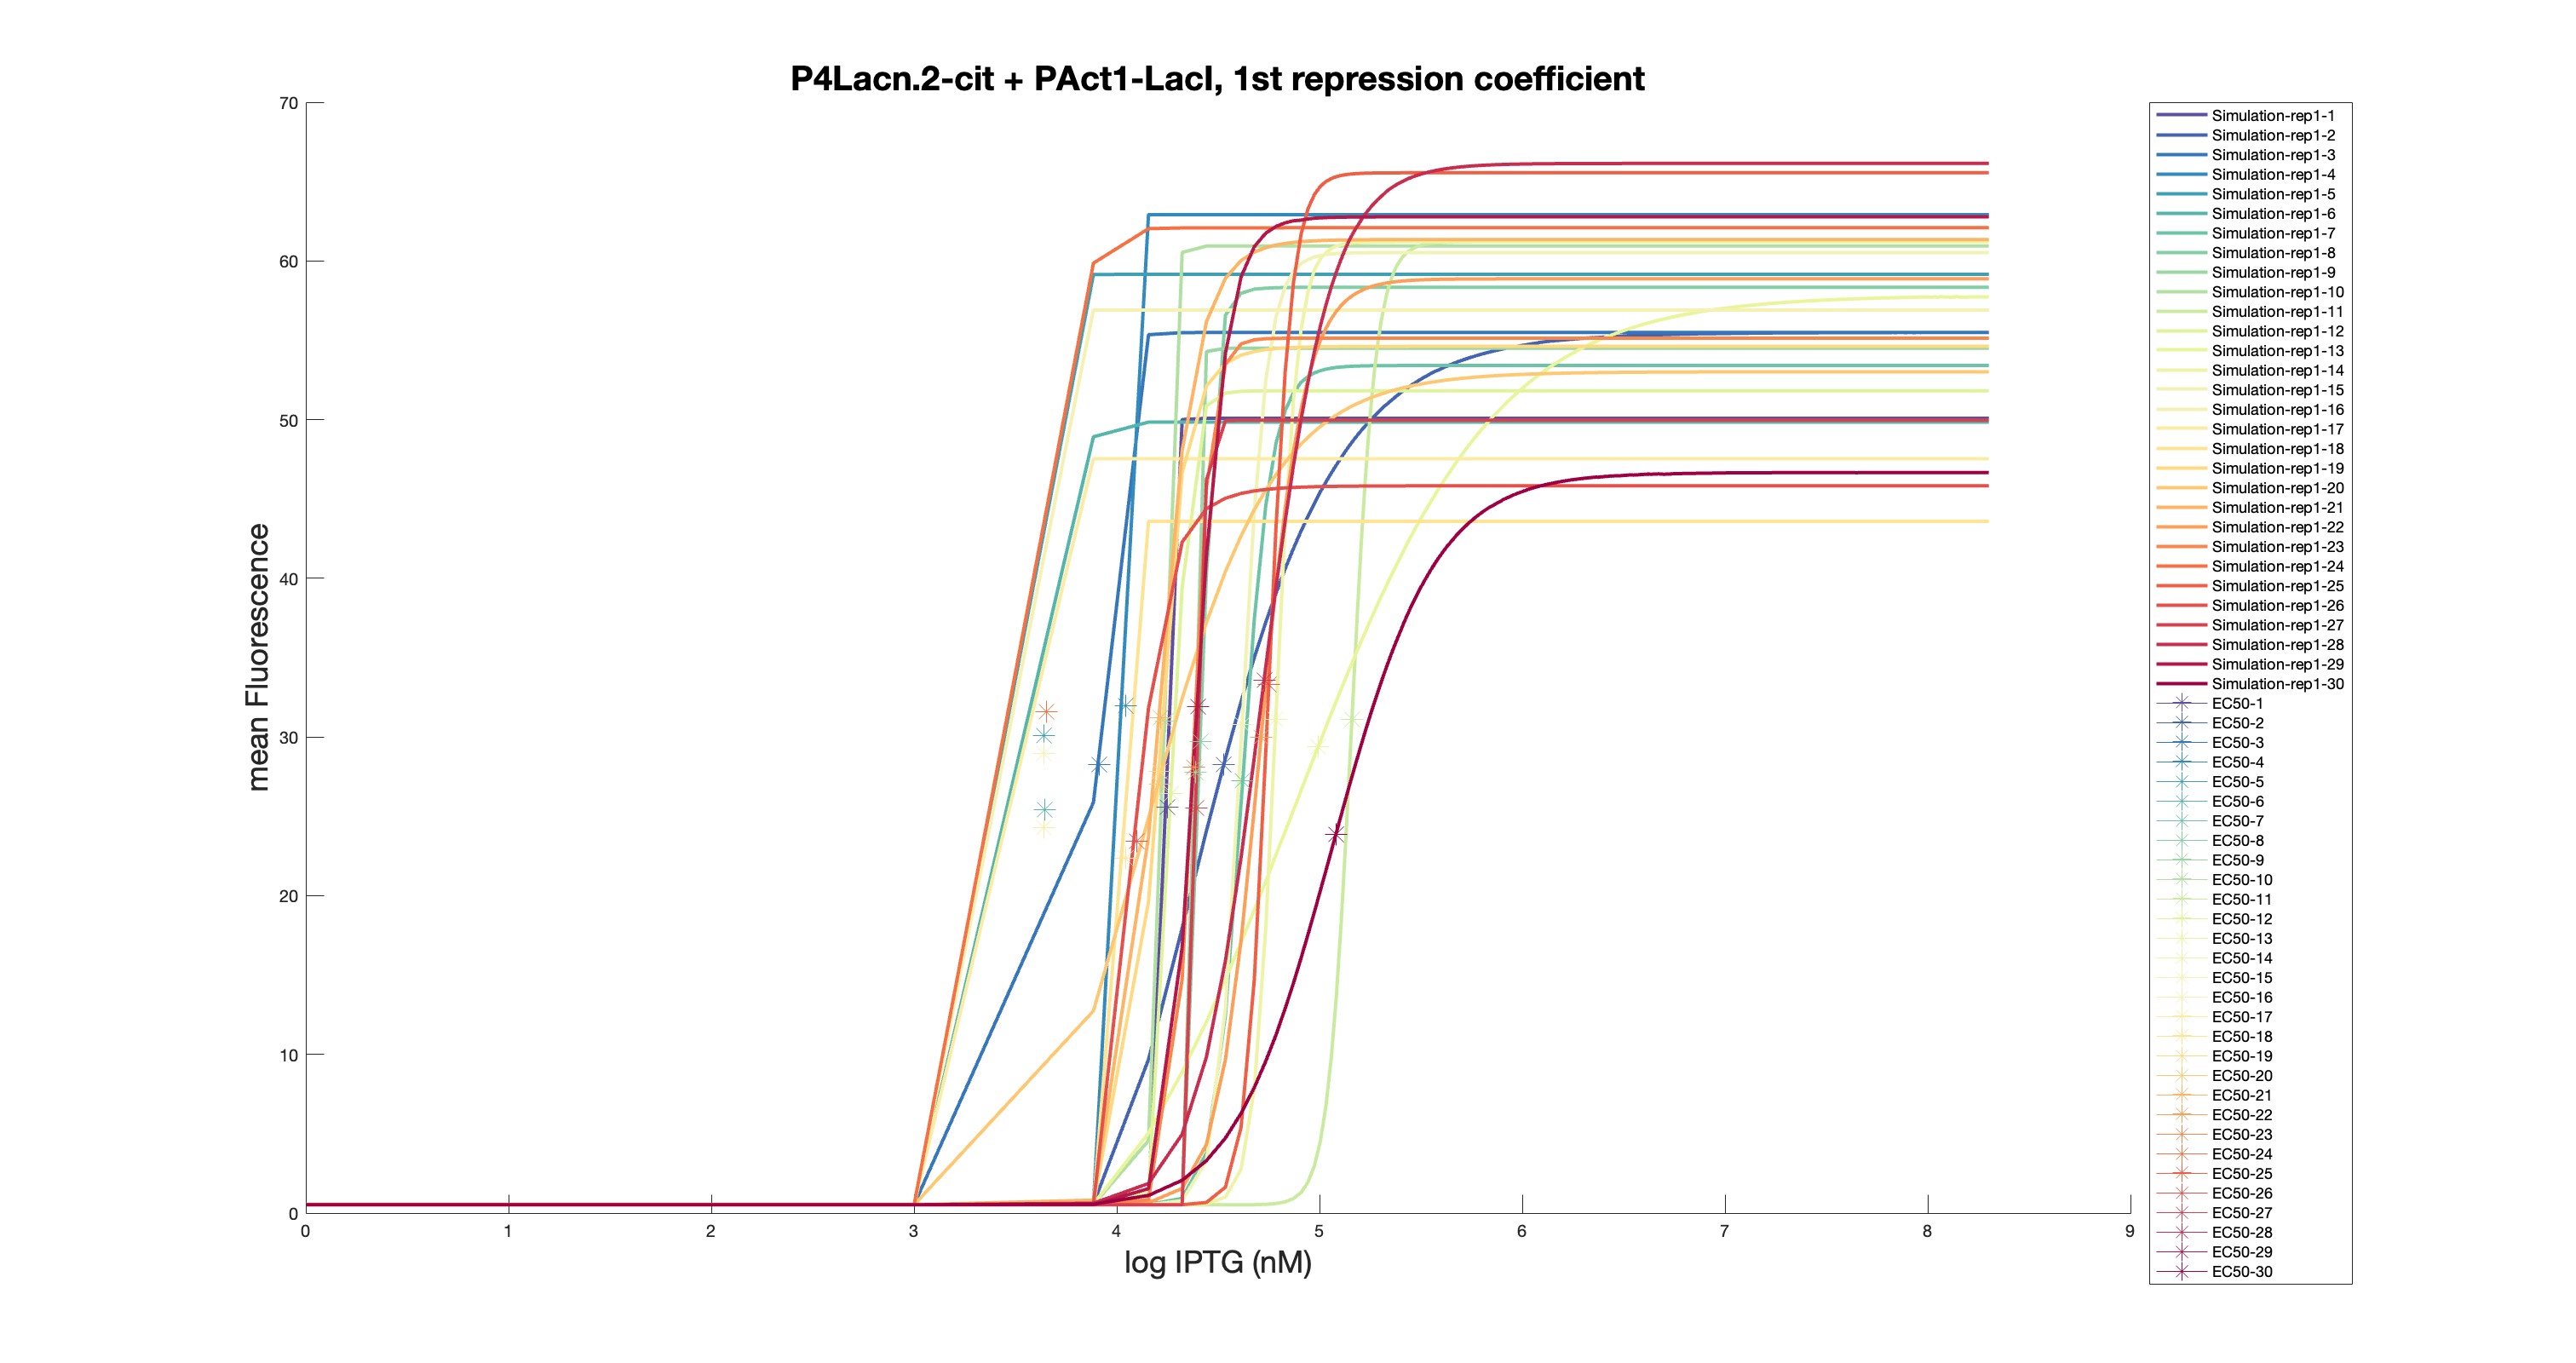 P4Lacn.2-cit + PAct1-LacI, 1st repression coefficient
70
60
50
40
30
20
10
0
mean Fluorescence
0 1 2 3 4 5 6 7 8 9
log IPTG (nM)
Simulation-rep1-1
Simulation-rep1-2
Simulation-rep1-3
Simulation-rep1-4
Simulation-rep1-5
Simulation-rep1-6
Simulation-rep1-7
Simulation-rep1-8
Simulation-rep1-9
Simulation-rep1-10
Simulation-rep1-11
Simulation-rep1-12
Simulation-rep1-13
Simulation-rep1-14
Simulation-rep1-15
Simulation-rep1-16
Simulation-rep1-17
Simulation-rep1-18
Simulation-rep1-19
Simulation-rep1-20
Simulation-rep1-21
Simulation-rep1-22
Simulation-rep1-23
Simulation-rep1-24
Simulation-rep1-25
Simulation-rep1-26
Simulation-rep1-27
Simulation-rep1-28
Simulation-rep1-29
Simulation-rep1-30
EC50-1
EC50-2
EC50-3
EC50-4
EC50-5
EC50-6
EC50-7
EC50-8
EC50-9
EC50-10
EC50-11
EC50-12
EC50-13
EC50-14
EC50-15
EC50-16
EC50-17
EC50-18
EC50-19
EC50-20
EC50-21
EC50-22
EC50-23
EC50-24
EC50-25
EC50-26
EC50-27
EC50-28
EC50-29
EC50-30